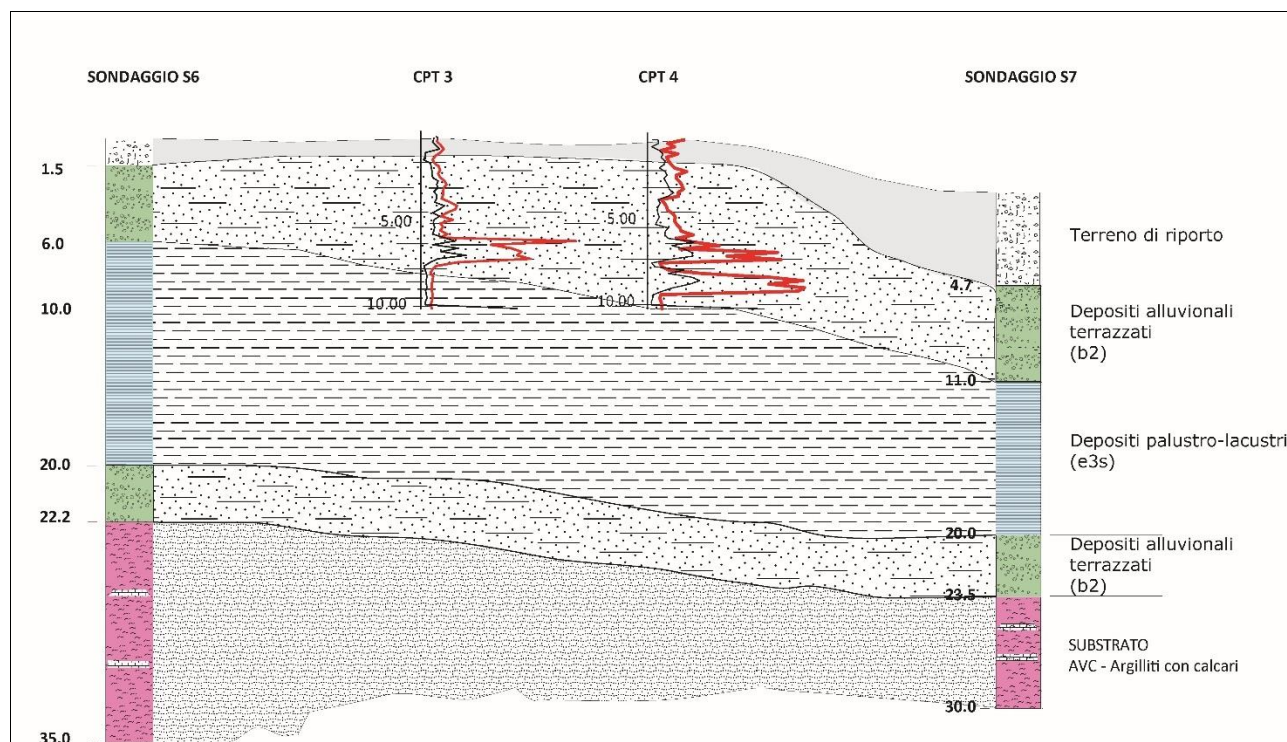 SONDAGGIO S6
CPT 3
CPT 4
SONDAGGIO S7
1.5
6.0
10.0
20.0
22.2
35.0
5.00
10.00
5.00
10.00
4.7
11.0
20.0
23.5
30.0
Terreno di riporto
Depositi alluvionali
terrazzati
(b2)
Depositi palustro-lacustri
(e3s)
Depositi alluvionali
terrazzati
(b2)
SUBSTRATO
AVC - Argilliti con calcari